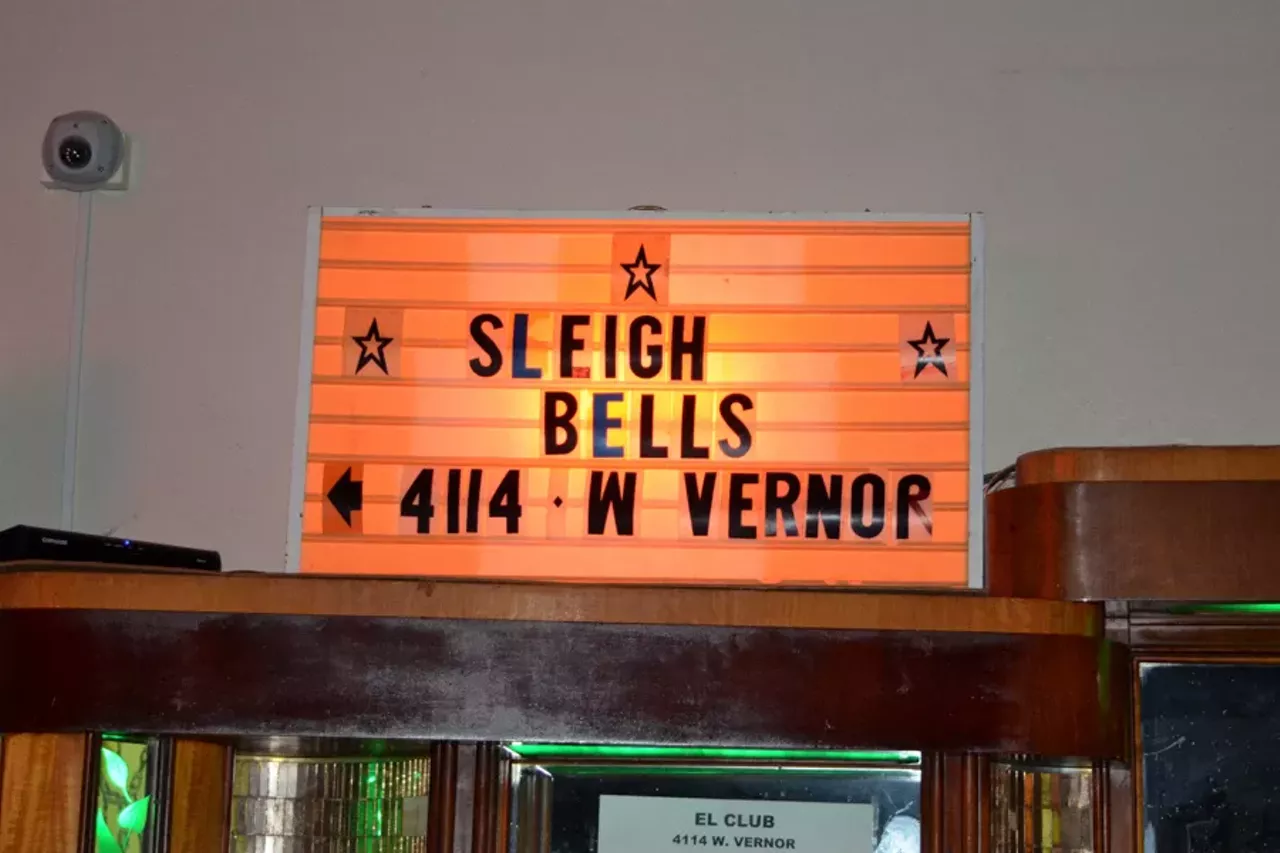 SLEIGH
BELLS
4114 · W VERNOR
EL CLUB
4114 W. VERNOR